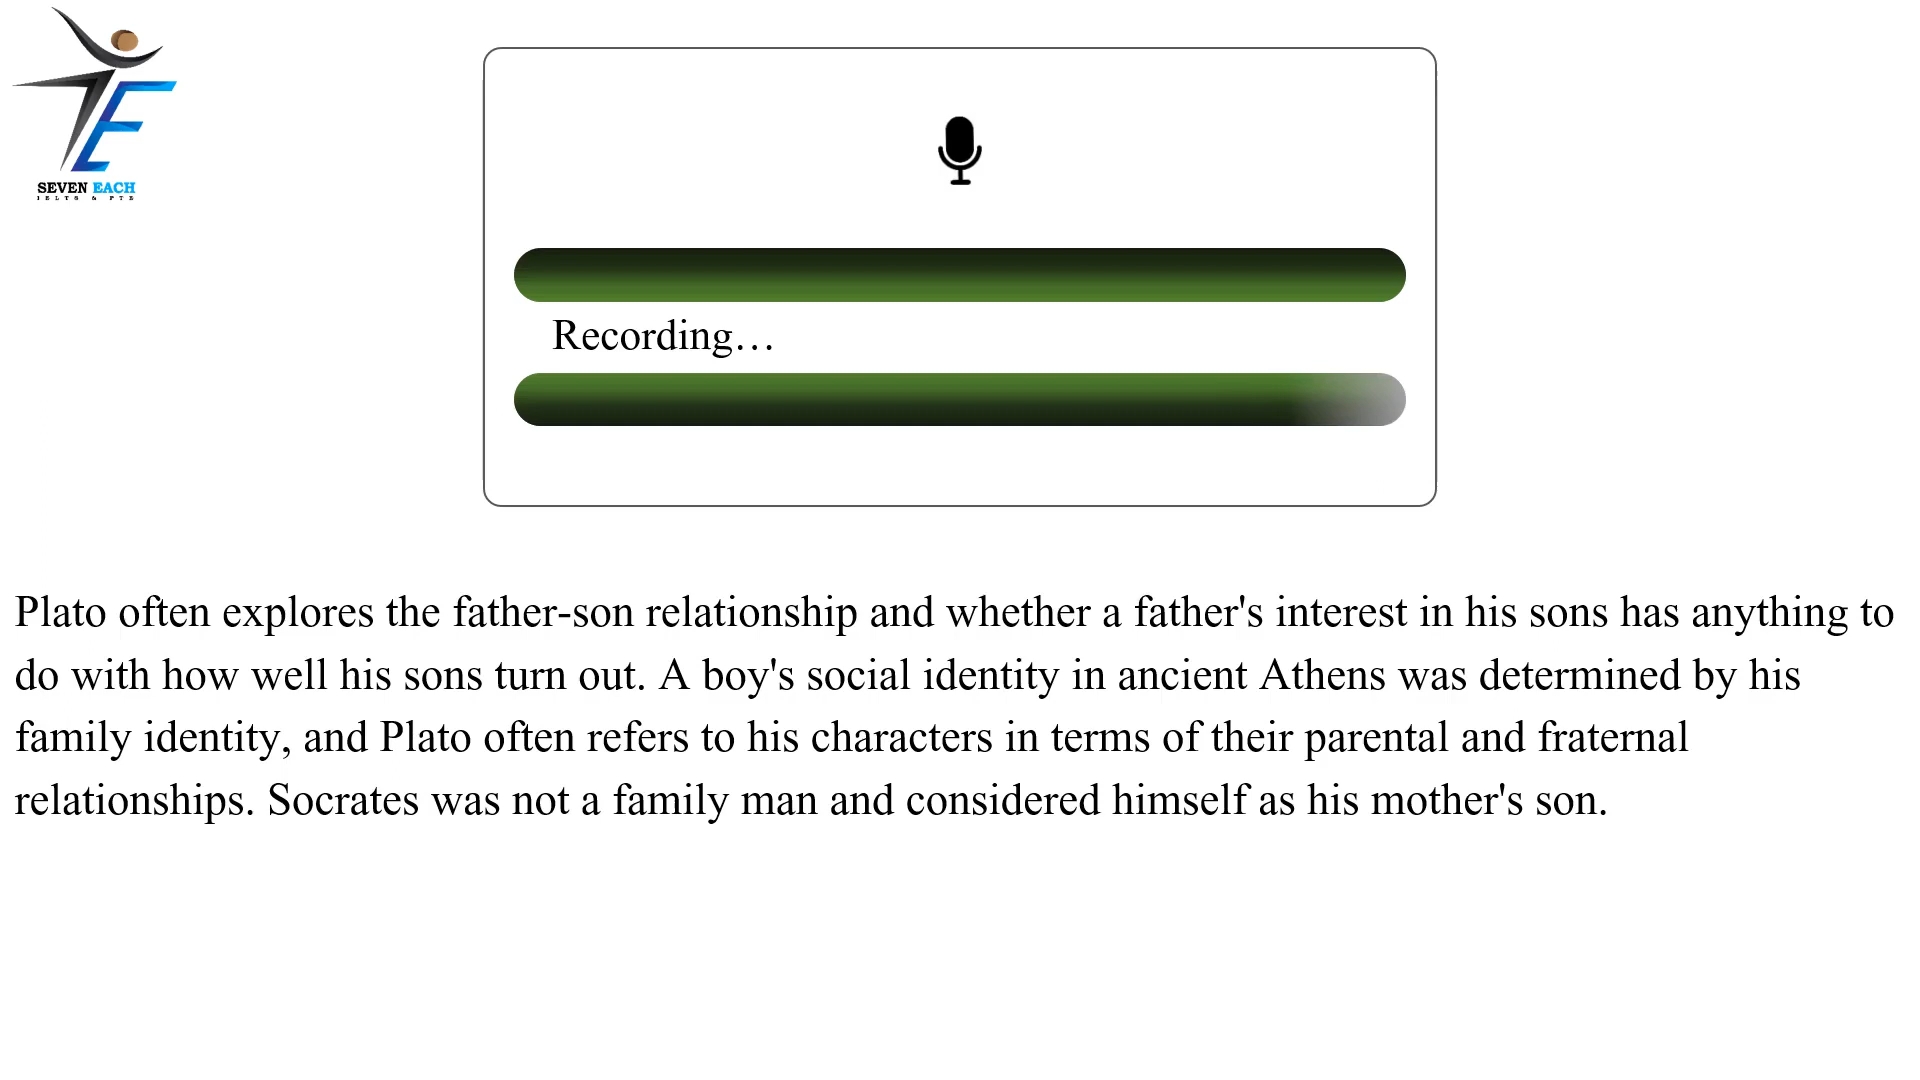 SEVEN EACH
IELTS & PTE
Recording…
Plato often explores the father-son relationship and whether a father's interest in his sons has anything to
do with how well his sons turn out. A boy's social identity in ancient Athens was determined by his
family identity, and Plato often refers to his characters in terms of their parental and fraternal
relationships. Socrates was not a family man and considered himself as his mother's son.